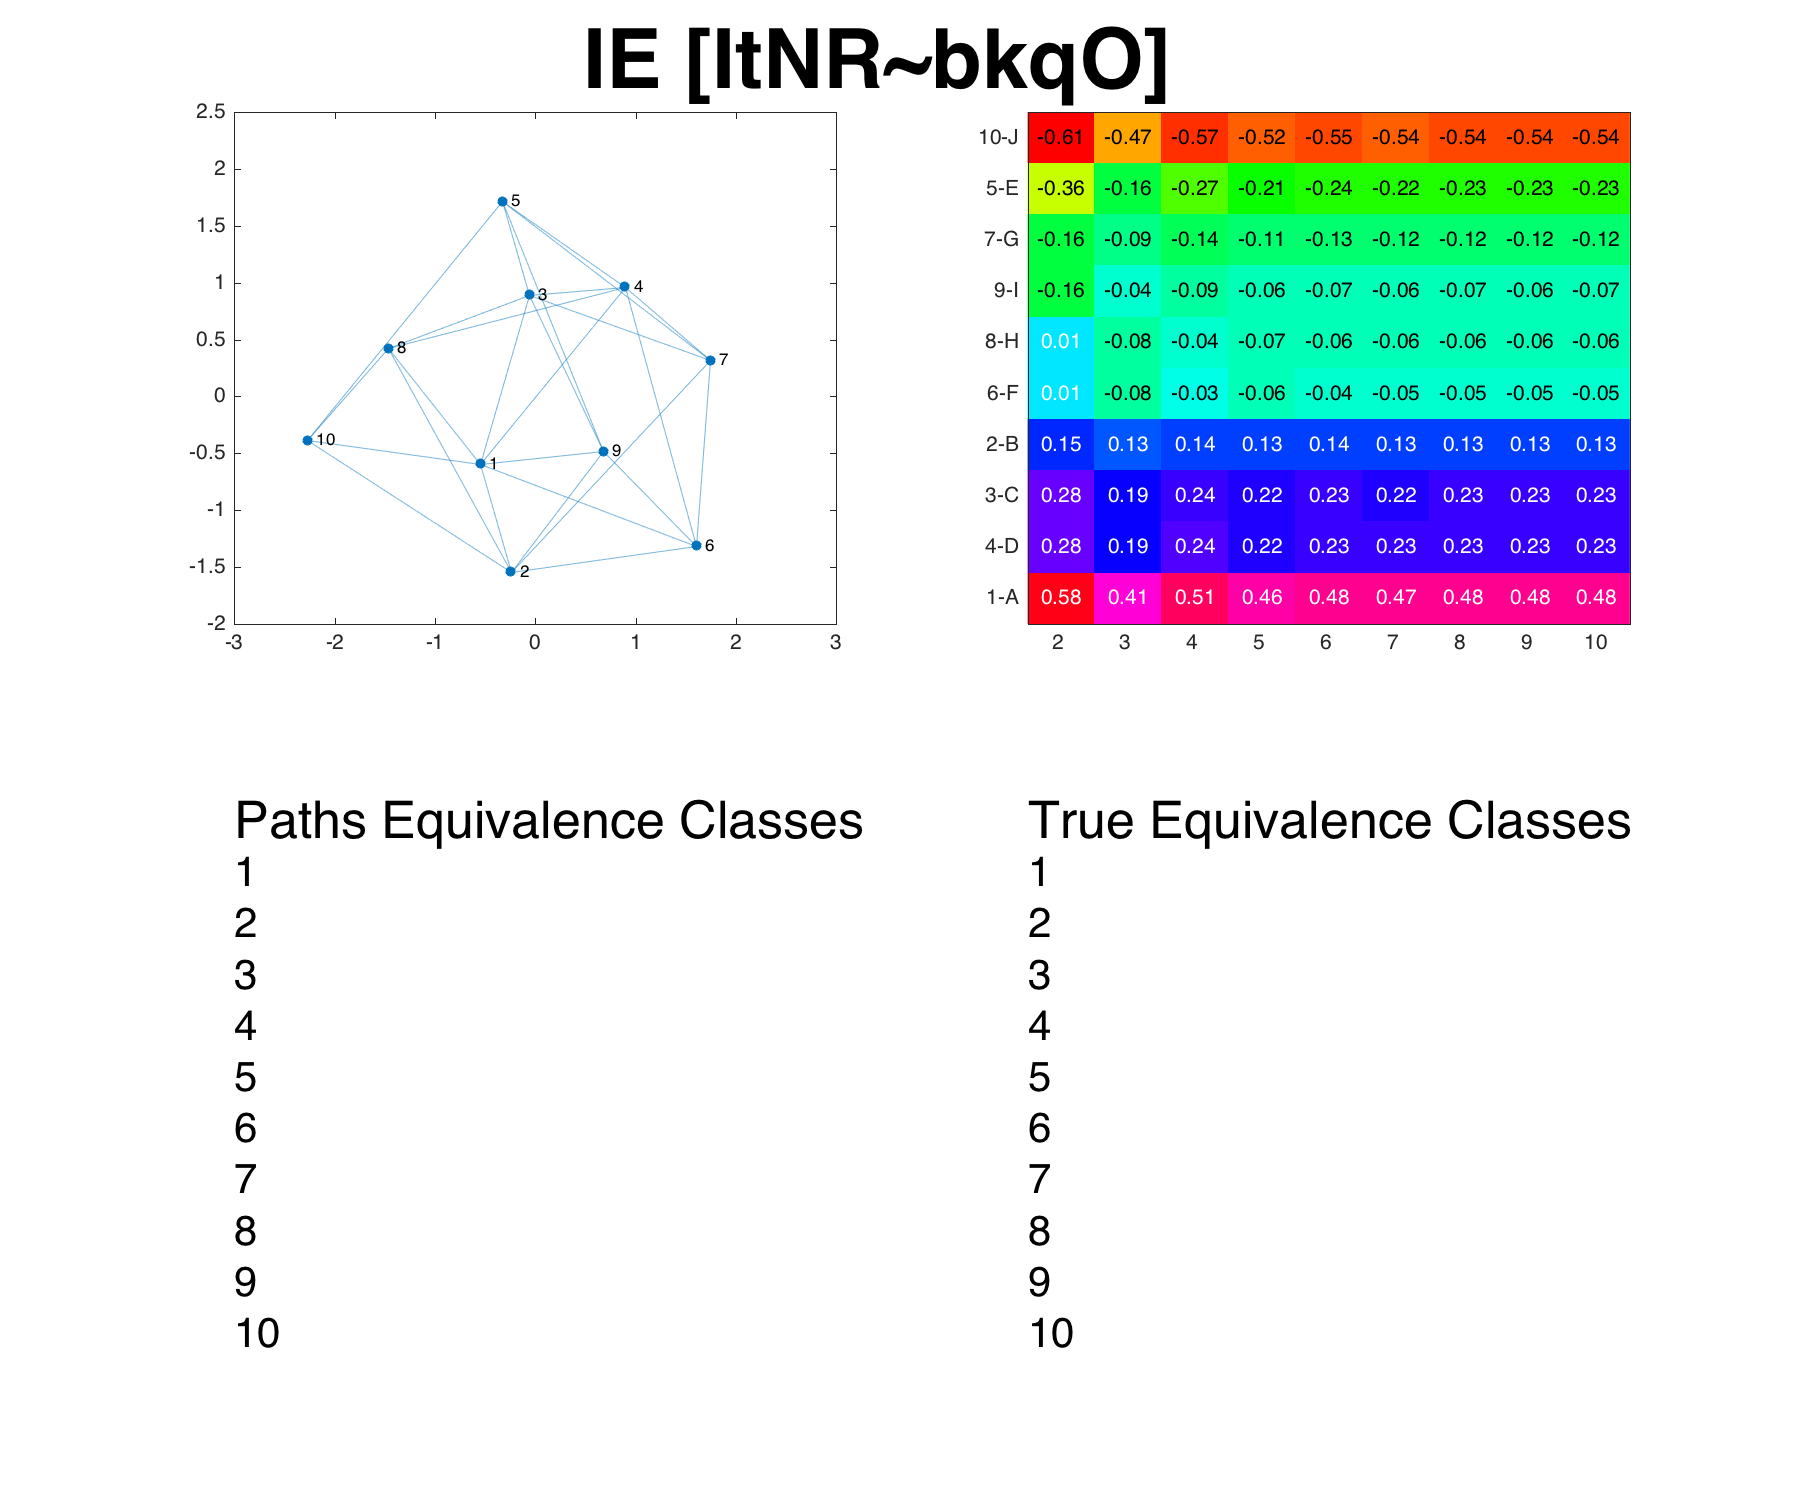 IE [ItNR~bkqO]
2.5
2
1.5
1
0.5
0
-0.5
-1
-1.5
-2
-3 -2 -1 0 1 2 3
5
3
4
8
7
10
1
9
6
2
10-J -0.61 -0.47 -0.57 -0.52 -0.55 -0.54 -0.54 -0.54 -0.54
5-E -0.36 -0.16 -0.27 -0.21 -0.24 -0.22 -0.23 -0.23 -0.23
7-G -0.16 -0.09 -0.14 -0.11 -0.13 -0.12 -0.12 -0.12 -0.12
9-I -0.16 -0.04 -0.09 -0.06 -0.07 -0.06 -0.07 -0.06 -0.07
8-H 0.01 -0.08 -0.04 -0.07 -0.06 -0.06 -0.06 -0.06 -0.06
6-F 0.01 -0.08 -0.03 -0.06 -0.04 -0.05 -0.05 -0.05 -0.05
2-B 0.15 0.13 0.14 0.13 0.14 0.13 0.13 0.13 0.13
3-C 0.28 0.19 0.24 0.22 0.23 0.22 0.23 0.23 0.23
4-D 0.28 0.19 0.24 0.22 0.23 0.23 0.23 0.23 0.23
1-A 0.58 0.41 0.51 0.46 0.48 0.47 0.48 0.48 0.48
2 3 4 5 6 7 8 9 10
Paths Equivalence Classes
1
2
3
4
5
6
7
8
9
10
True Equivalence Classes
1
2
3
4
5
6
7
8
9
10